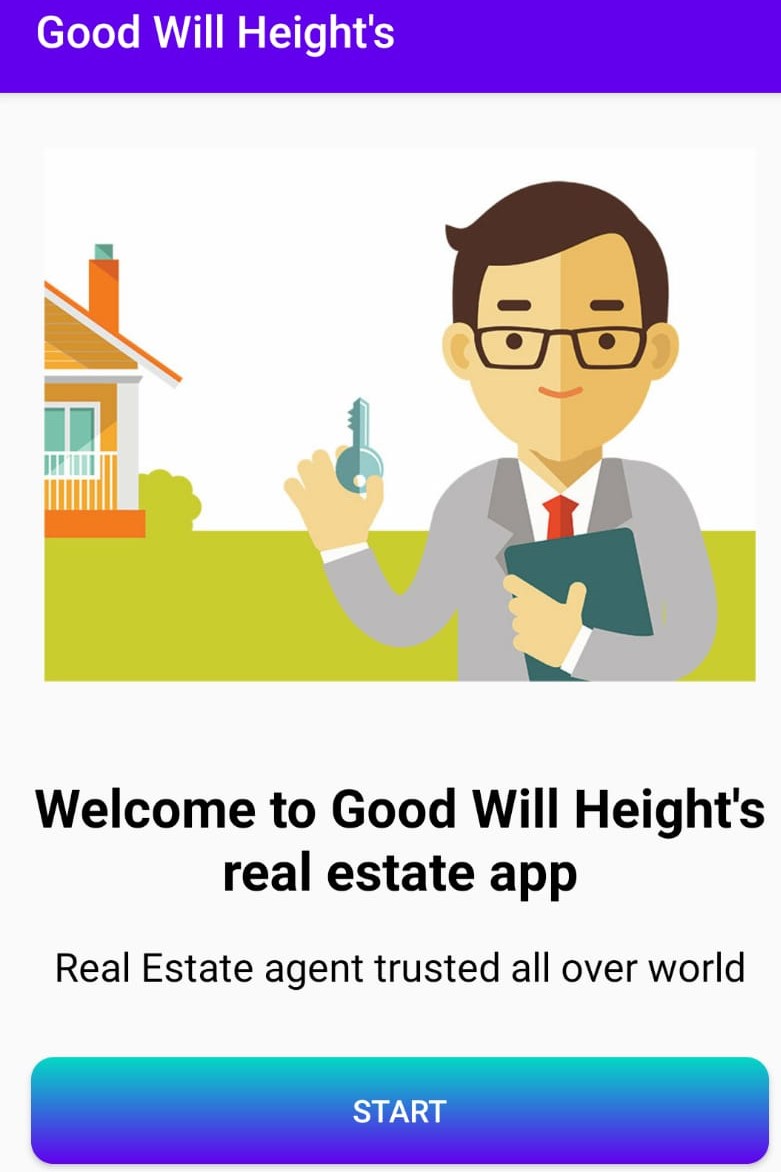 Good Will Height's
Welcome to Good Will Height's
real estate app
Real Estate agent trusted all over world
START